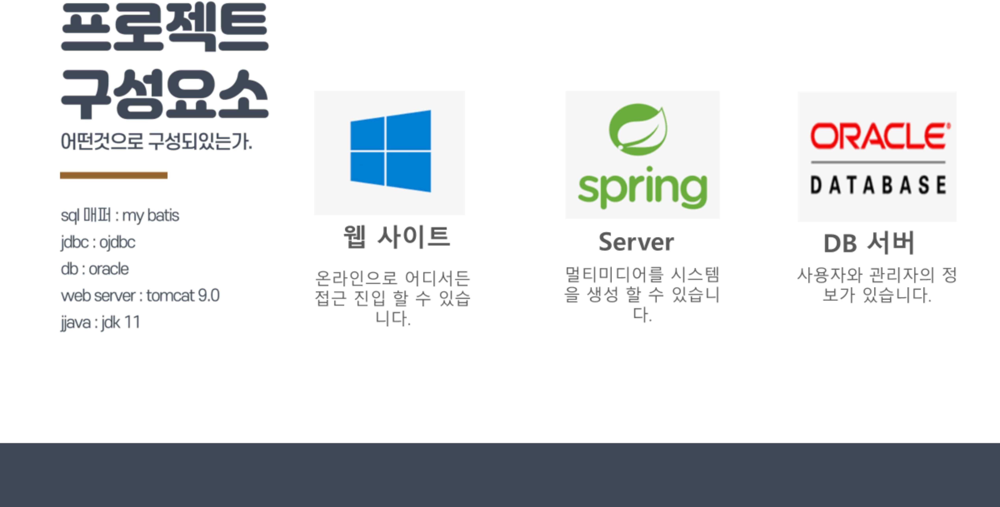 프로젝트
구성요소
어떤것으로 구성되있는가.
sql 매퍼 : my batis
jdbc : ojdbc
db : oracle
web server : tomcat 9.0
jjava : jdk 11
웹 사이트
온라인으로 어디서든
접근 진입 할 수 있습
니다.
spring
Server
멀티미디어를 시스템
을 생성 할 수 있습니
다.
ORACLE®
DATABASE
DB 서버
사용자와 관리자의 정
보가 있습니다.